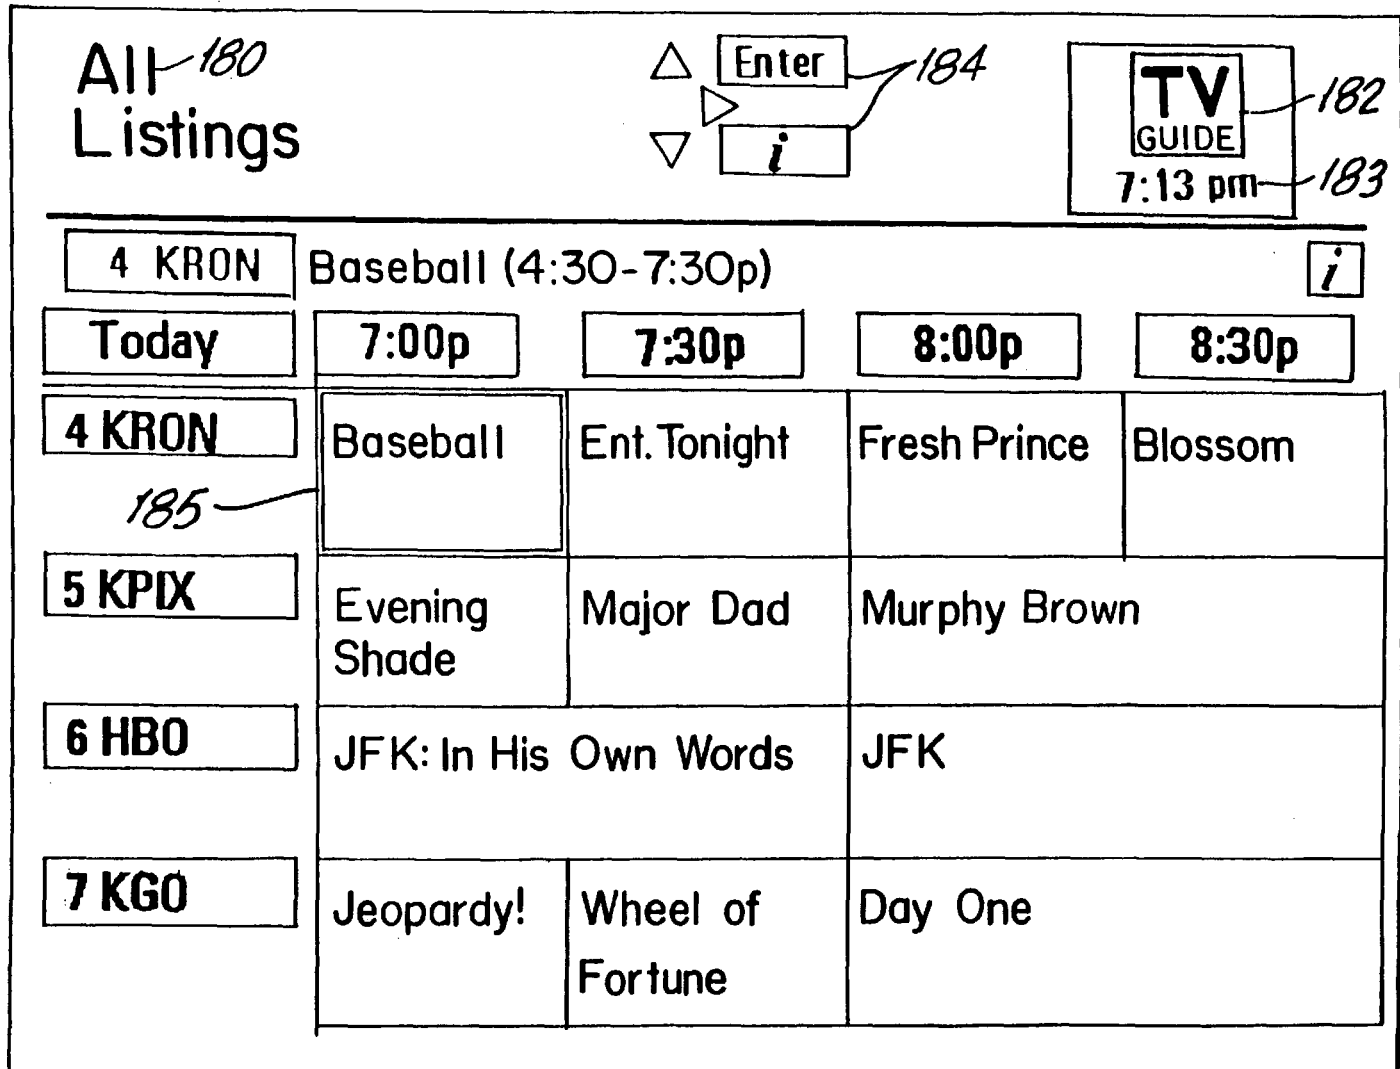 All 180
Listings
Enter 184
i
TV 182
GUIDE
7:13 pm 183
4 KRON Baseball (4:30-7:30p) i
Today 7:00p 7:30p 8:00p 8:30p
4 KRON Baseball Ent. Tonight Fresh Prince Blossom
185
5 KPIX Evening Major Dad Murphy Brown
Shade
6 HBO JFK: In His Own Words JFK
7 KGO Jeopardy! Wheel of Day One
Fortune